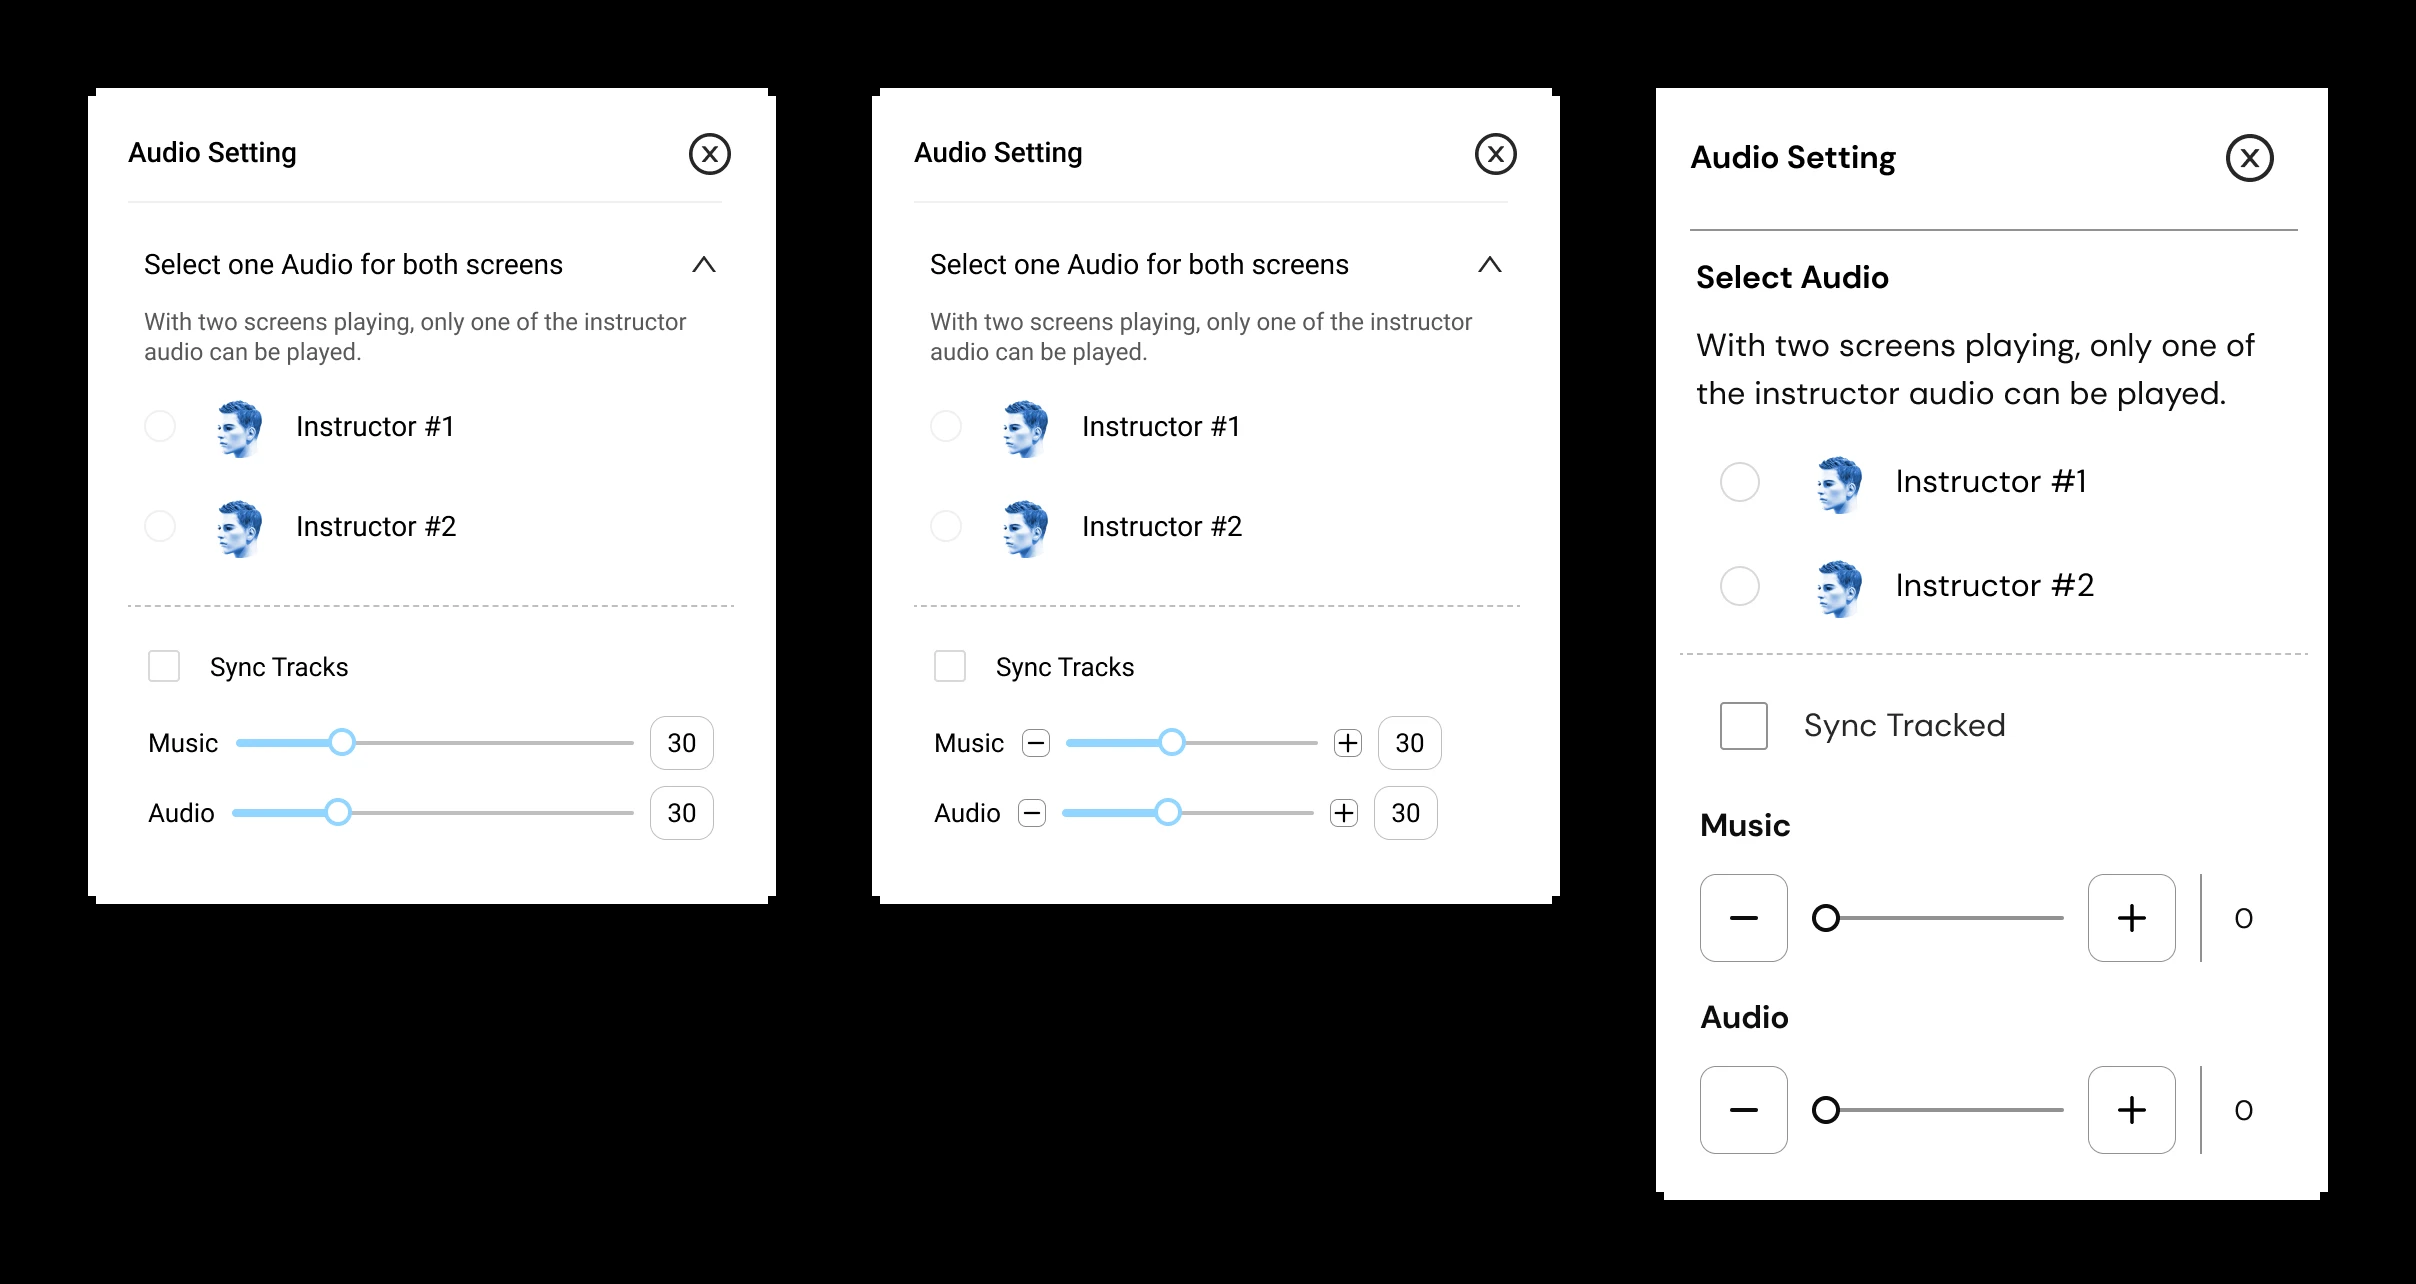 Audio Setting
Select one Audio for both screens
With two screens playing, only one of the instructor
audio can be played.
Instructor #1
Instructor #2
Sync Tracks
Music 30
Audio 30
Audio Setting
Select one Audio for both screens
With two screens playing, only one of the instructor
audio can be played.
Instructor #1
Instructor #2
Sync Tracks
Music − + 30
Audio − + 30
Audio Setting
Select Audio
With two screens playing, only one of
the instructor audio can be played.
Instructor #1
Instructor #2
Sync Tracked
Music
− + 0
Audio
− + 0